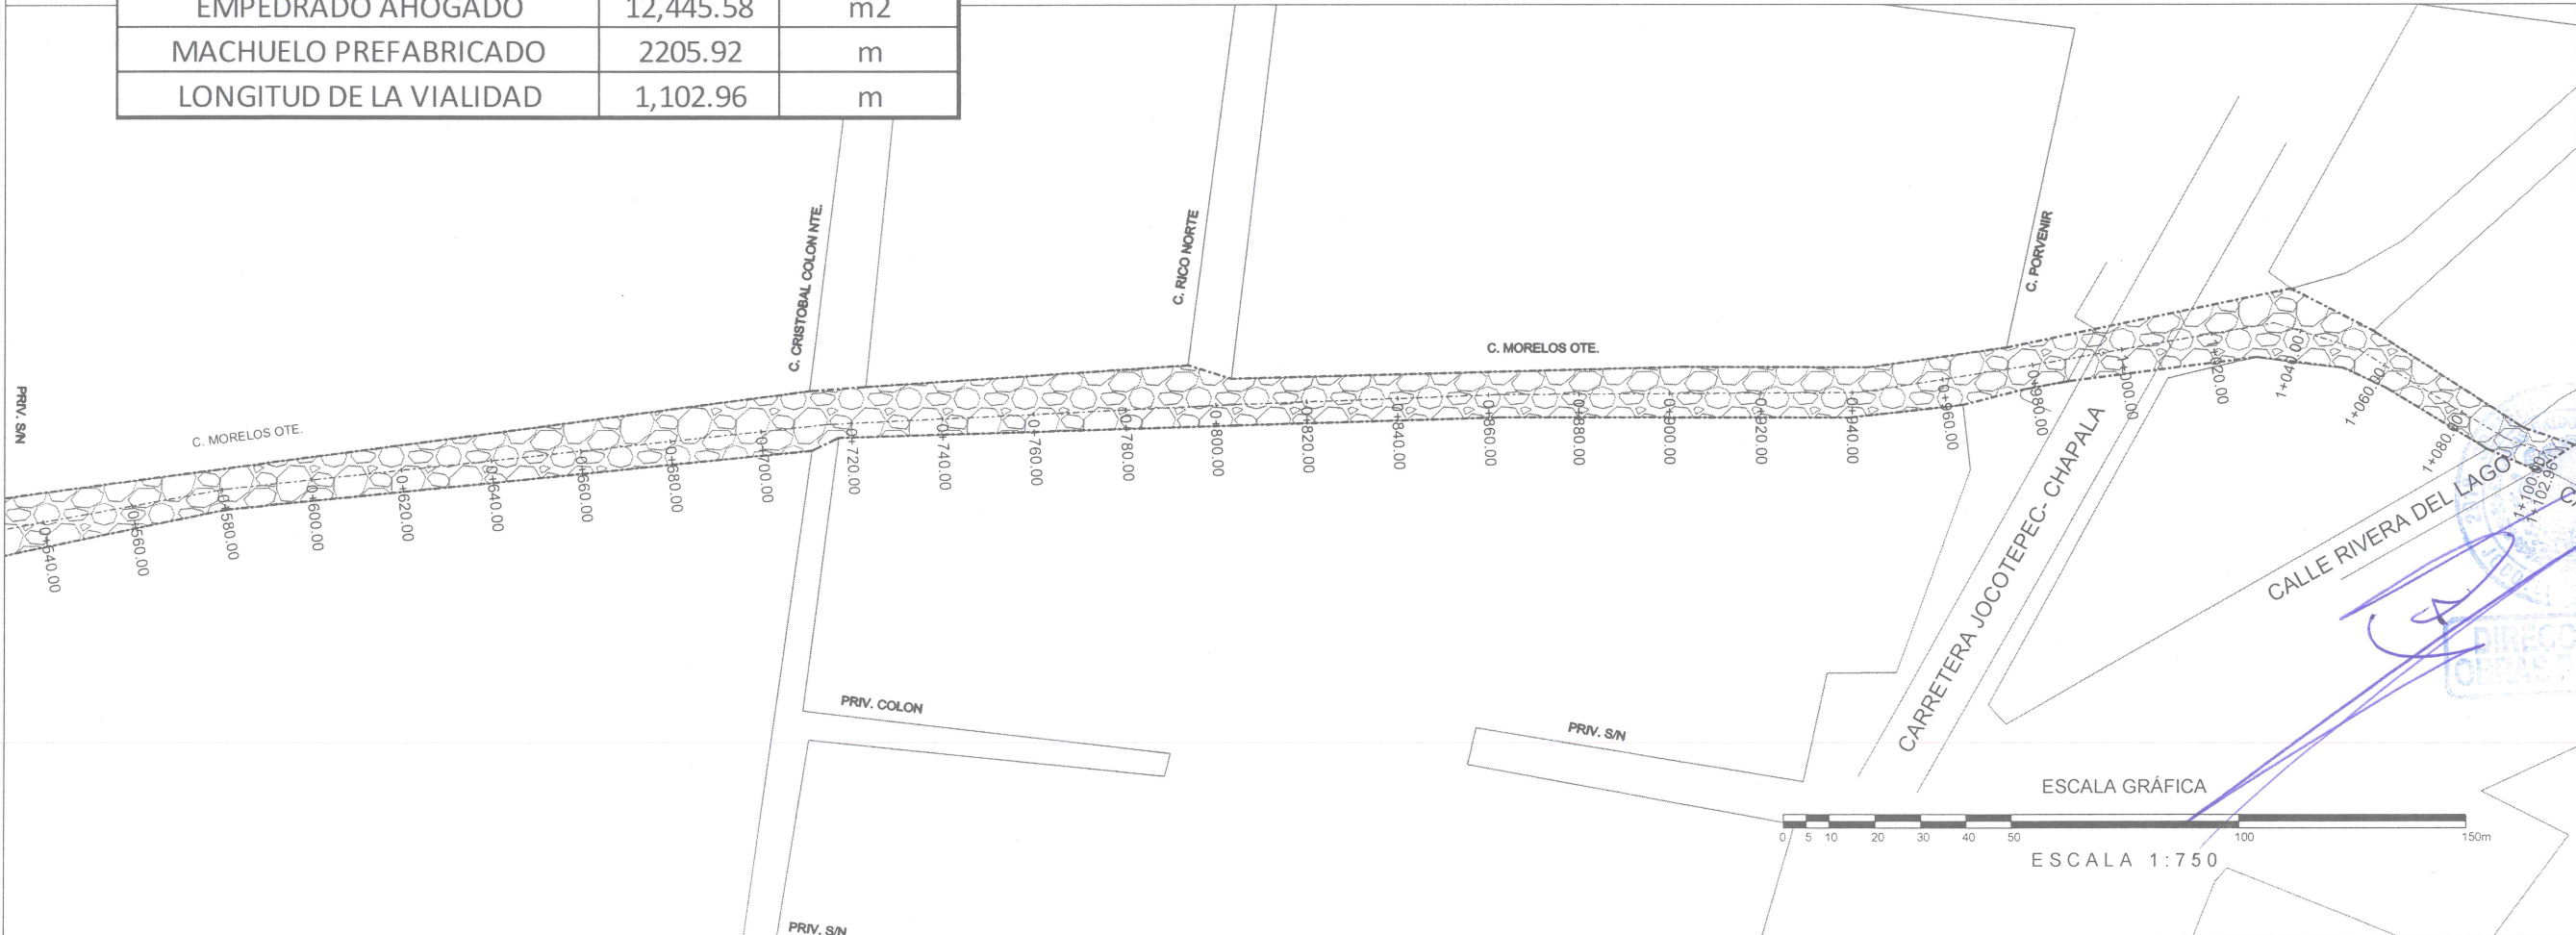 EMPEDRADO AHOGADO 12,445.58 m2
MACHUELO PREFABRICADO 2205.92 m
LONGITUD DE LA VIALIDAD 1,102.96 m
C. CRISTOBAL COLON NTE.
C. RICO NORTE
C. PORVENIR
C. MORELOS OTE.
PRIV. S/N
C. MORELOS OTE.
0+540.00
0+560.00
0+580.00
0+600.00
0+620.00
0+640.00
0+660.00
0+680.00
0+700.00
0+720.00
0+740.00
0+760.00
0+780.00
0+800.00
0+820.00
0+840.00
0+860.00
0+880.00
0+900.00
0+920.00
0+940.00
0+960.00
0+980.00
1+000.00
1+020.00
1+040.00
1+060.00
1+080.00
1+100.00
1+102.96
CARRETERA JOCOTEPEC- CHAPALA
CALLE RIVERA DEL LAGO
PRIV. COLON
PRIV. S/N
PRIV. S/N
ESCALA GRÁFICA
0 5 10 20 30 40 50 100 150m
ESCALA 1:750